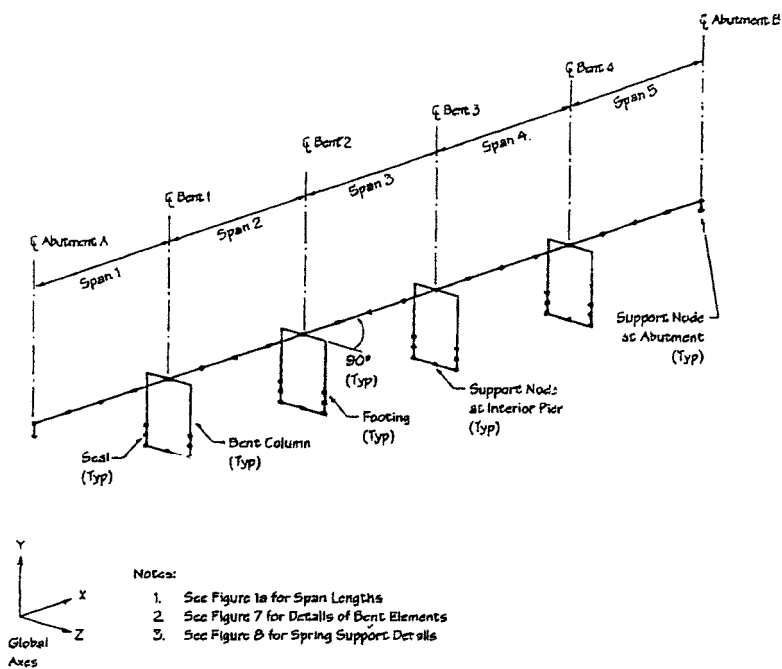 ℄ Abutment B
℄ Bent 4
Span 5
℄ Bent 3
Span 4.
℄ Bent 2
Span 3
℄ Bent 1
Span 2
℄ Abutment A
Span 1
Support Node
at Abutment
(Typ)
90°
(Typ)
Support Node
at Interior Pier
(Typ)
Footing
(Typ)
Bent Column
(Typ)
Seal
(Typ)
Y
X
Z
Global
Axes
Notes:
1. See Figure 1a for Span Lengths
2 See Figure 7 for Details of Bent Elements
3. See Figure 8 for Spring Support Details